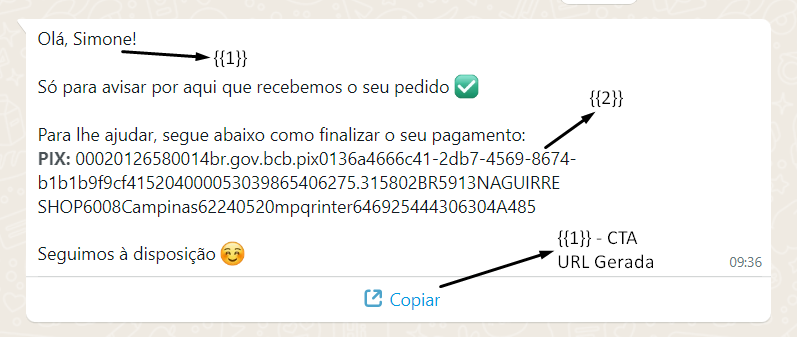 Olá, Simone!
{{1}}
Só para avisar por aqui que recebemos o seu pedido ✅
{{2}}
Para lhe ajudar, segue abaixo como finalizar o seu pagamento:
PIX: 00020126580014br.gov.bcb.pix0136a4666c41-2db7-4569-8674-
b1b1b9f9cf415204000053039865406275.315802BR5913NAGUIRRE
SHOP6008Campinas62240520mpqrinter646925444306304A485
Seguimos à disposição ☺️
{{1}} - CTA
URL Gerada
09:36
Copiar